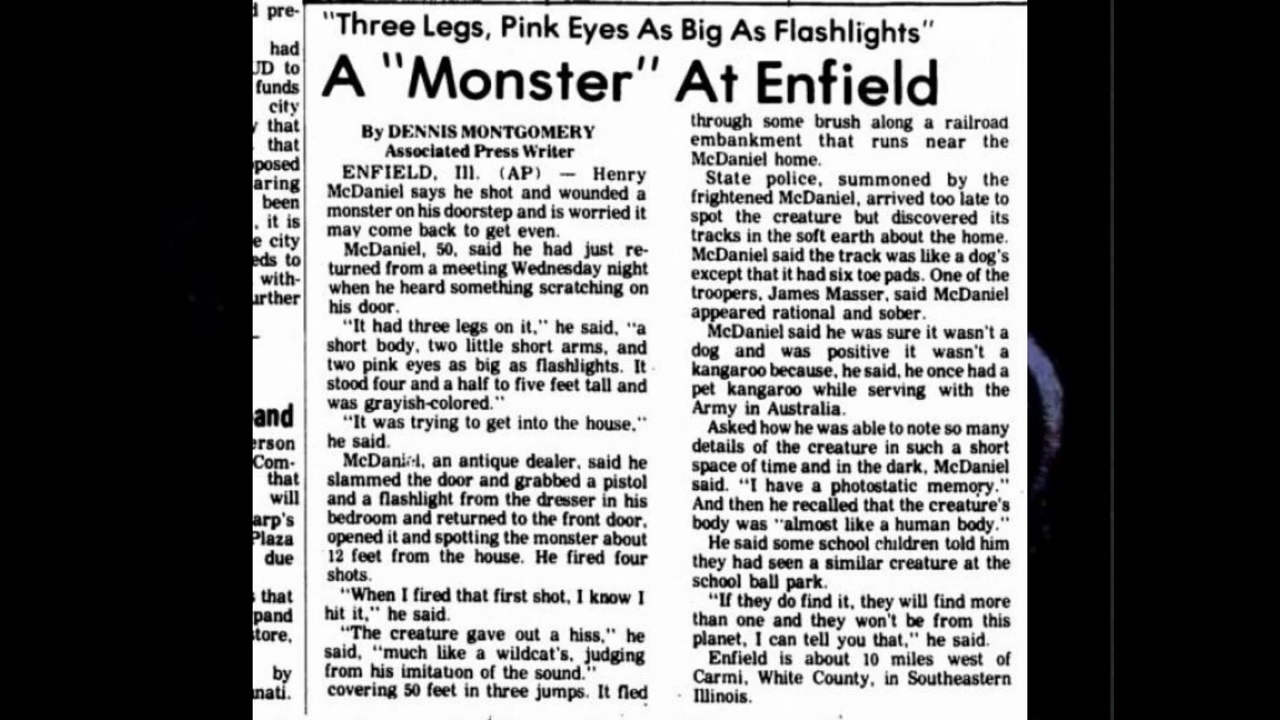 "Three Legs, Pink Eyes As Big As Flashlights"
A "Monster" At Enfield
By DENNIS MONTGOMERY
Associated Press Writer
ENFIELD, Ill. (AP) — Henry
McDaniel says he shot and wounded a
monster on his doorstep and is worried it
may come back to get even.
McDaniel, 50, said he had just re-
turned from a meeting Wednesday night
when he heard something scratching on
his door.
"It had three legs on it," he said, "a
short body, two little short arms, and
two pink eyes as big as flashlights. It
stood four and a half to five feet tall and
was grayish-colored."
"It was trying to get into the house,"
he said.
McDaniel, an antique dealer, said he
slammed the door and grabbed a pistol
and a flashlight from the dresser in his
bedroom and returned to the front door,
opened it and spotting the monster about
12 feet from the house. He fired four
shots.
"When I fired that first shot, I know I
hit it," he said.
"The creature gave out a hiss," he
said, "much like a wildcat's, judging
from his imitation of the sound."
covering 50 feet in three jumps. It fled
through some brush along a railroad
embankment that runs near the
McDaniel home.
State police, summoned by the
frightened McDaniel, arrived too late to
spot the creature but discovered its
tracks in the soft earth about the home.
McDaniel said the track was like a dog's
except that it had six toe pads. One of the
troopers, James Masser, said McDaniel
appeared rational and sober.
McDaniel said he was sure it wasn't a
dog and was positive it wasn't a
kangaroo because, he said, he once had a
pet kangaroo while serving with the
Army in Australia.
Asked how he was able to note so many
details of the creature in such a short
space of time and in the dark, McDaniel
said. "I have a photostatic memory."
And then he recalled that the creature's
body was "almost like a human body."
He said some school children told him
they had seen a similar creature at the
school ball park.
"If they do find it, they will find more
than one and they won't be from this
planet, I can tell you that," he said.
Enfield is about 10 miles west of
Carmi, White County, in Southeastern
Illinois.
pre-
had
to
funds
city
that
that
been
it is
city
to
with-
that
will
Plaza
due
that
by